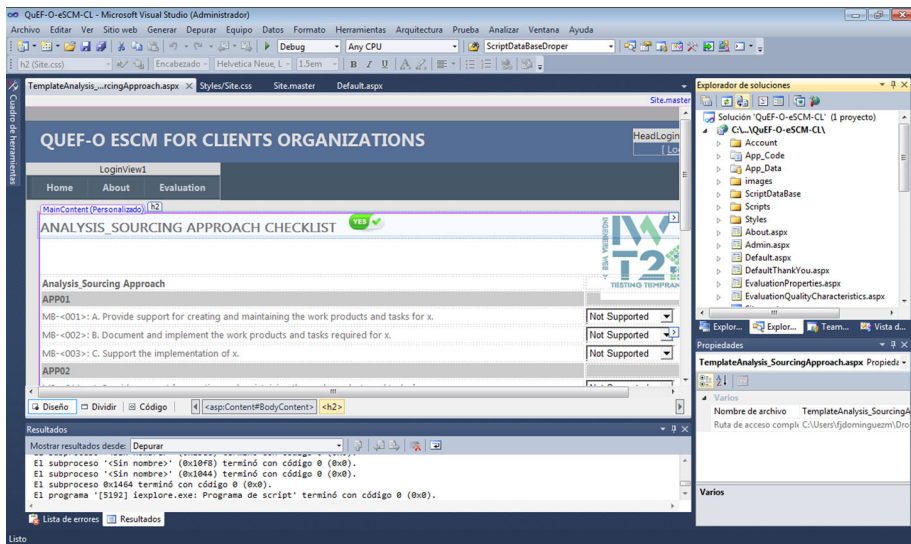 QuEF-O-eSCM-CL - Microsoft Visual Studio (Administrador)
Archivo Editar Ver Sitio web Generar Depurar Equipo Datos Formato Herramientas Arquitectura Prueba Analizar Ventana Ayuda
Debug Any CPU ScriptDataBaseDroper
h2 (Site.css) Encabezado Helvetica Neue, L 1.5em B I U A
Cuadro de herramientas
TemplateAnalysis_...rcingApproach.aspx Styles/Site.css Site.master Default.aspx
Site.master
QUEF-O ESCM FOR CLIENTS ORGANIZATIONS
HeadLogin
[ Lo
LoginView1
Home About Evaluation
MainContent (Personalizado) h2
ANALYSIS_SOURCING APPROACH CHECKLIST YES
INGENIERIA WEB Y
IWT2
TESTING TEMPRAN
Analysis_Sourcing Approach
APP01
MB-<001>: A. Provide support for creating and maintaining the work products and tasks for x. Not Supported
MB-<002>: B. Document and implement the work products and tasks required for x. Not Supported
MB-<003>: C. Support the implementation of x. Not Supported
APP02
Diseño Dividir Código <asp:Content#BodyContent> <h2>
Resultados
Mostrar resultados desde: Depurar
El subproceso '<Sin nombre>' (0x10f8) terminó con código 0 (0x0).
El subproceso '<Sin nombre>' (0x1044) terminó con código 0 (0x0).
El subproceso 0x1464 terminó con código 0 (0x0).
El programa '[5192] iexplore.exe: Programa de script' terminó con código 0 (0x0).
Lista de errores Resultados
Listo
Explorador de soluciones
Solución 'QuEF-O-eSCM-CL' (1 proyecto)
C:\...\QuEF-O-eSCM-CL\
Account
App_Code
App_Data
images
ScriptDataBase
Scripts
Styles
About.aspx
Admin.aspx
Default.aspx
DefaultThankYou.aspx
EvaluationProperties.aspx
EvaluationQualityCharacteristics.aspx
Explor... Explor... Team... Vista d...
Propiedades
TemplateAnalysis_SourcingApproach.aspx Propieda
Varios
Nombre de archivo TemplateAnalysis_SourcingA
Ruta de acceso comple C:\Users\fjdominguezm\Dro
Varios